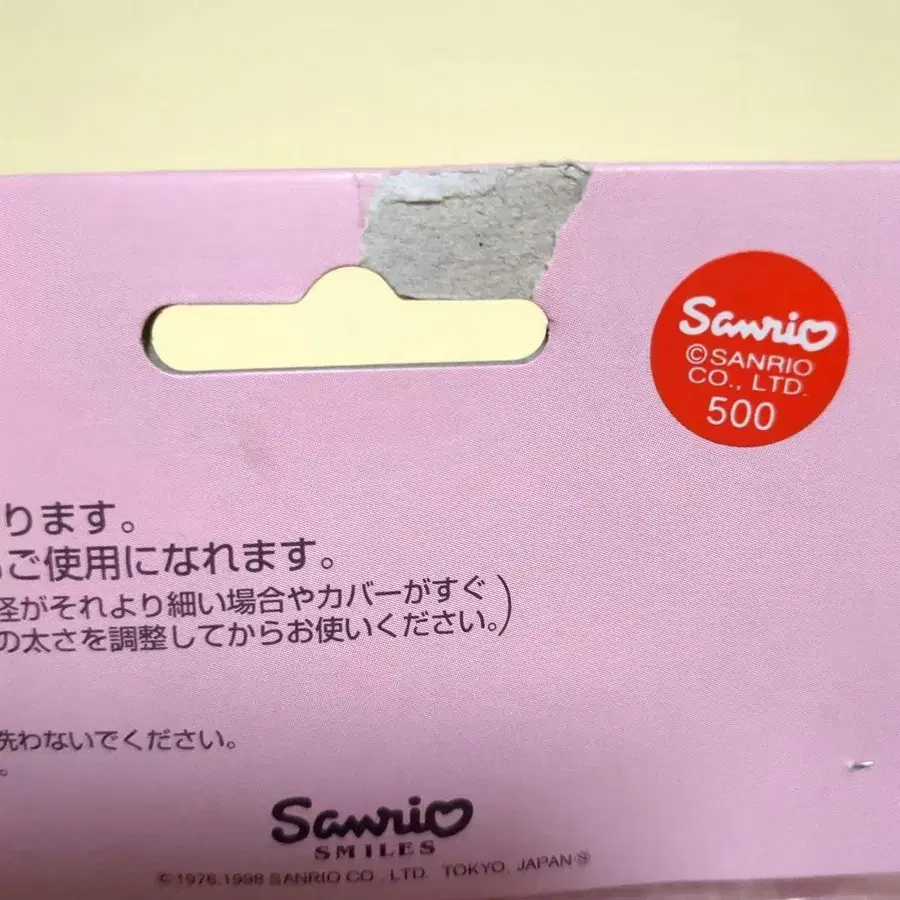 Sanrio
©SANRIO
CO., LTD.
500
ります。
ご使用になれます。
径がそれより細い場合やカバーがすぐ
の太さを調整してからお使いください。)
洗わないでください。
。
Sanrio
SMILES
©1976,1998 SANRIO CO., LTD. TOKYO, JAPAN Ⓢ